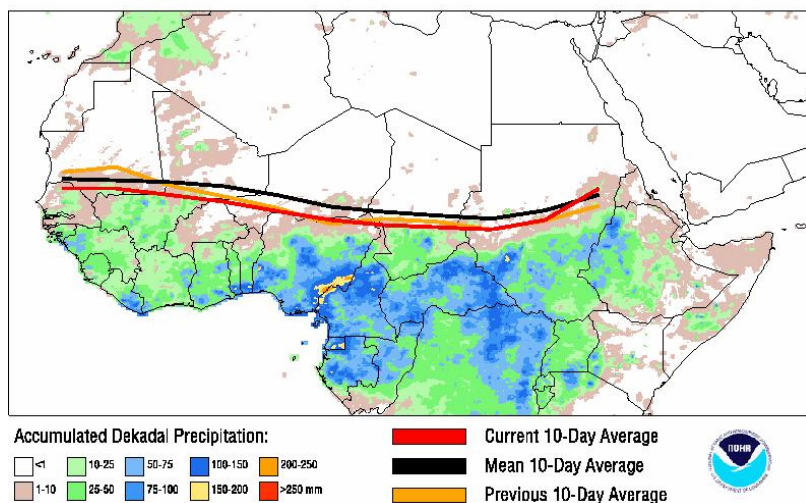 Accumulated Dekadal Precipitation:
<1
10-25
50-75
100-150
200-250
1-10
25-50
75-100
150-200
>250 mm
Current 10-Day Average
Mean 10-Day Average
Previous 10-Day Average
NOAA